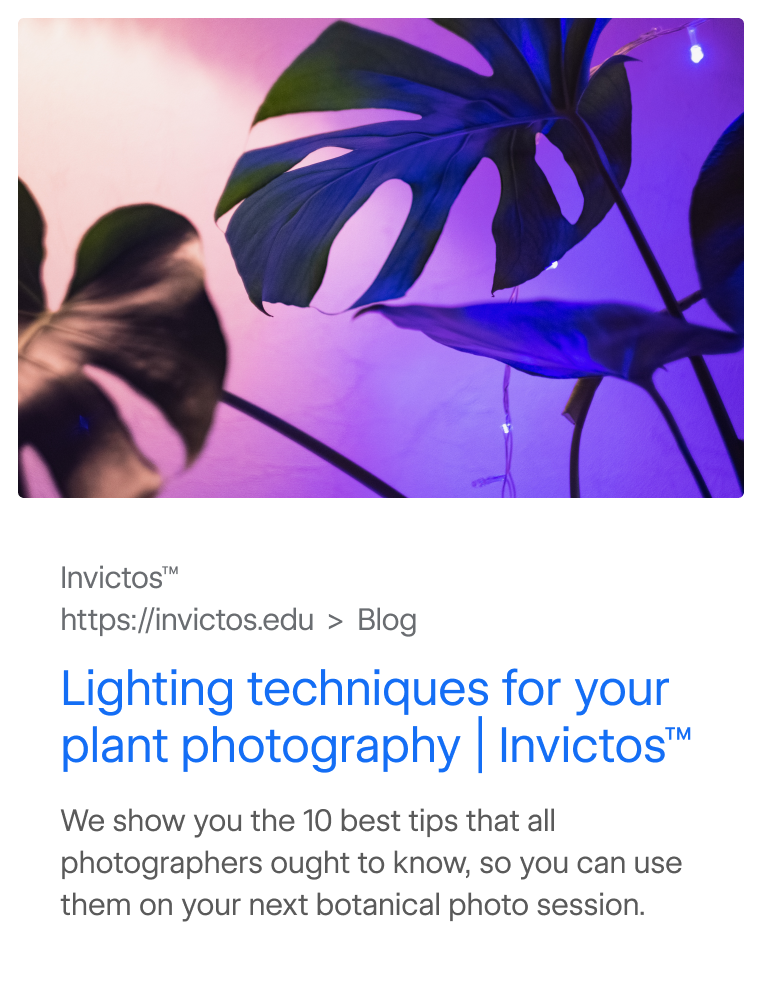 Invictos™
https://invictos.edu > Blog
Lighting techniques for your
plant photography | Invictos™
We show you the 10 best tips that all
photographers ought to know, so you can use
them on your next botanical photo session.